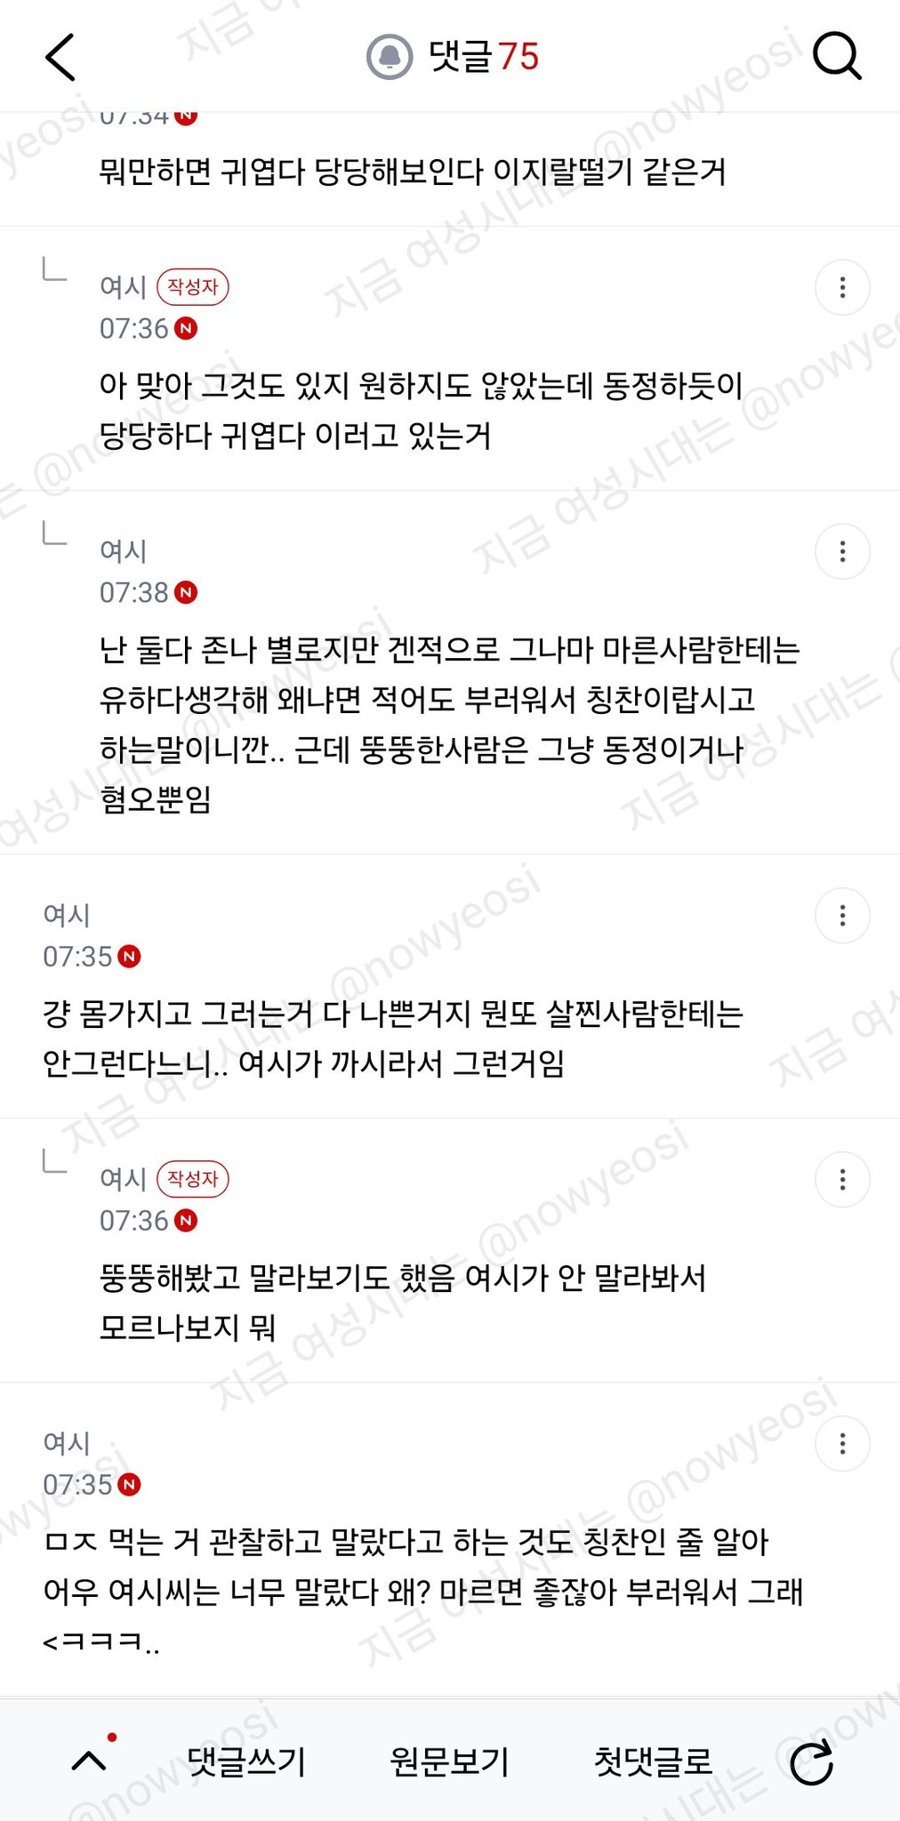 댓글 75
07:34 N
뭐만하면 귀엽다 당당해보인다 이지랄떨기 같은거
여시 작성자
07:36 N
아 맞아 그것도 있지 원하지도 않았는데 동정하듯이
당당하다 귀엽다 이러고 있는거
여시
07:38 N
난 둘다 존나 별로지만 겐적으로 그나마 마른사람한테는
유하다생각해 왜냐면 적어도 부러워서 칭찬이랍시고
하는말이니깐.. 근데 뚱뚱한사람은 그냥 동정이거나
혐오뿐임
여시
07:35 N
걍 몸가지고 그러는거 다 나쁜거지 뭔또 살찐사람한테는
안그런다느니.. 여시가 까시라서 그런거임
여시 작성자
07:36 N
뚱뚱해봤고 말라보기도 했음 여시가 안 말라봐서
모르나보지 뭐
여시
07:35 N
ㅁㅈ 먹는 거 관찰하고 말랐다고 하는 것도 칭찬인 줄 알아
어우 여시씨는 너무 말랐다 왜? 마르면 좋잖아 부러워서 그래
<ㅋㅋㅋ..
댓글쓰기 원문보기 첫댓글로
지금 여성시대는 @nowyeosi